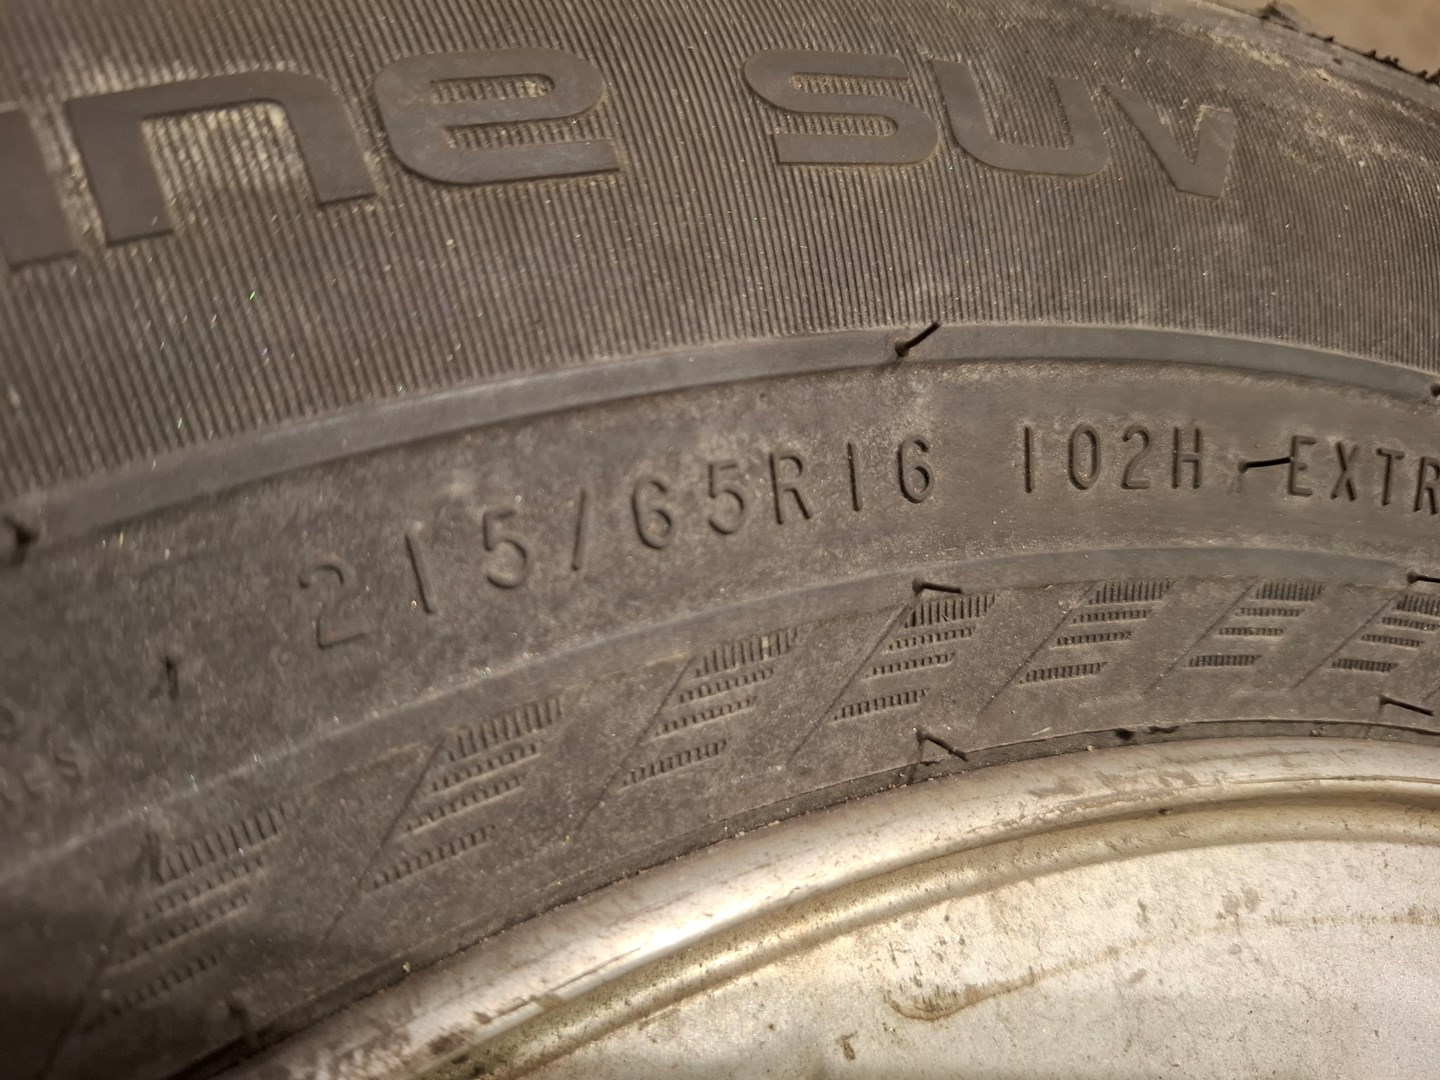 ine SUV
215/65R16 102H EXTR